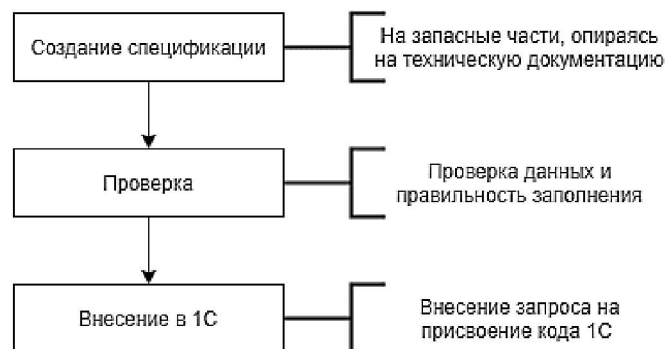 Создание спецификации
На запасные части, опираясь
на техническую документацию
Проверка
Проверка данных и
правильность заполнения
Внесение в 1С
Внесение запроса на
присвоение кода 1С